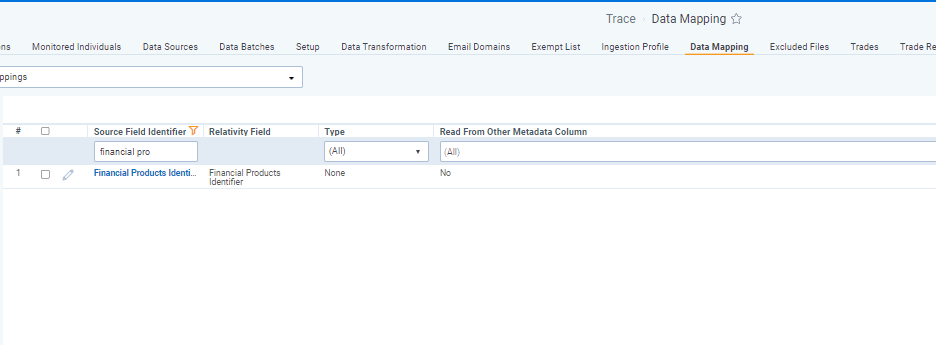 Trace Data Mapping
ns Monitored Individuals Data Sources Data Batches Setup Data Transformation Email Domains Exempt List Ingestion Profile Data Mapping Excluded Files Trades Trade Re
ppings
# Source Field Identifier Relativity Field Type Read From Other Metadata Column
financial pro (All) (All)
1 Financial Products Identi... Financial Products None No
Identifier